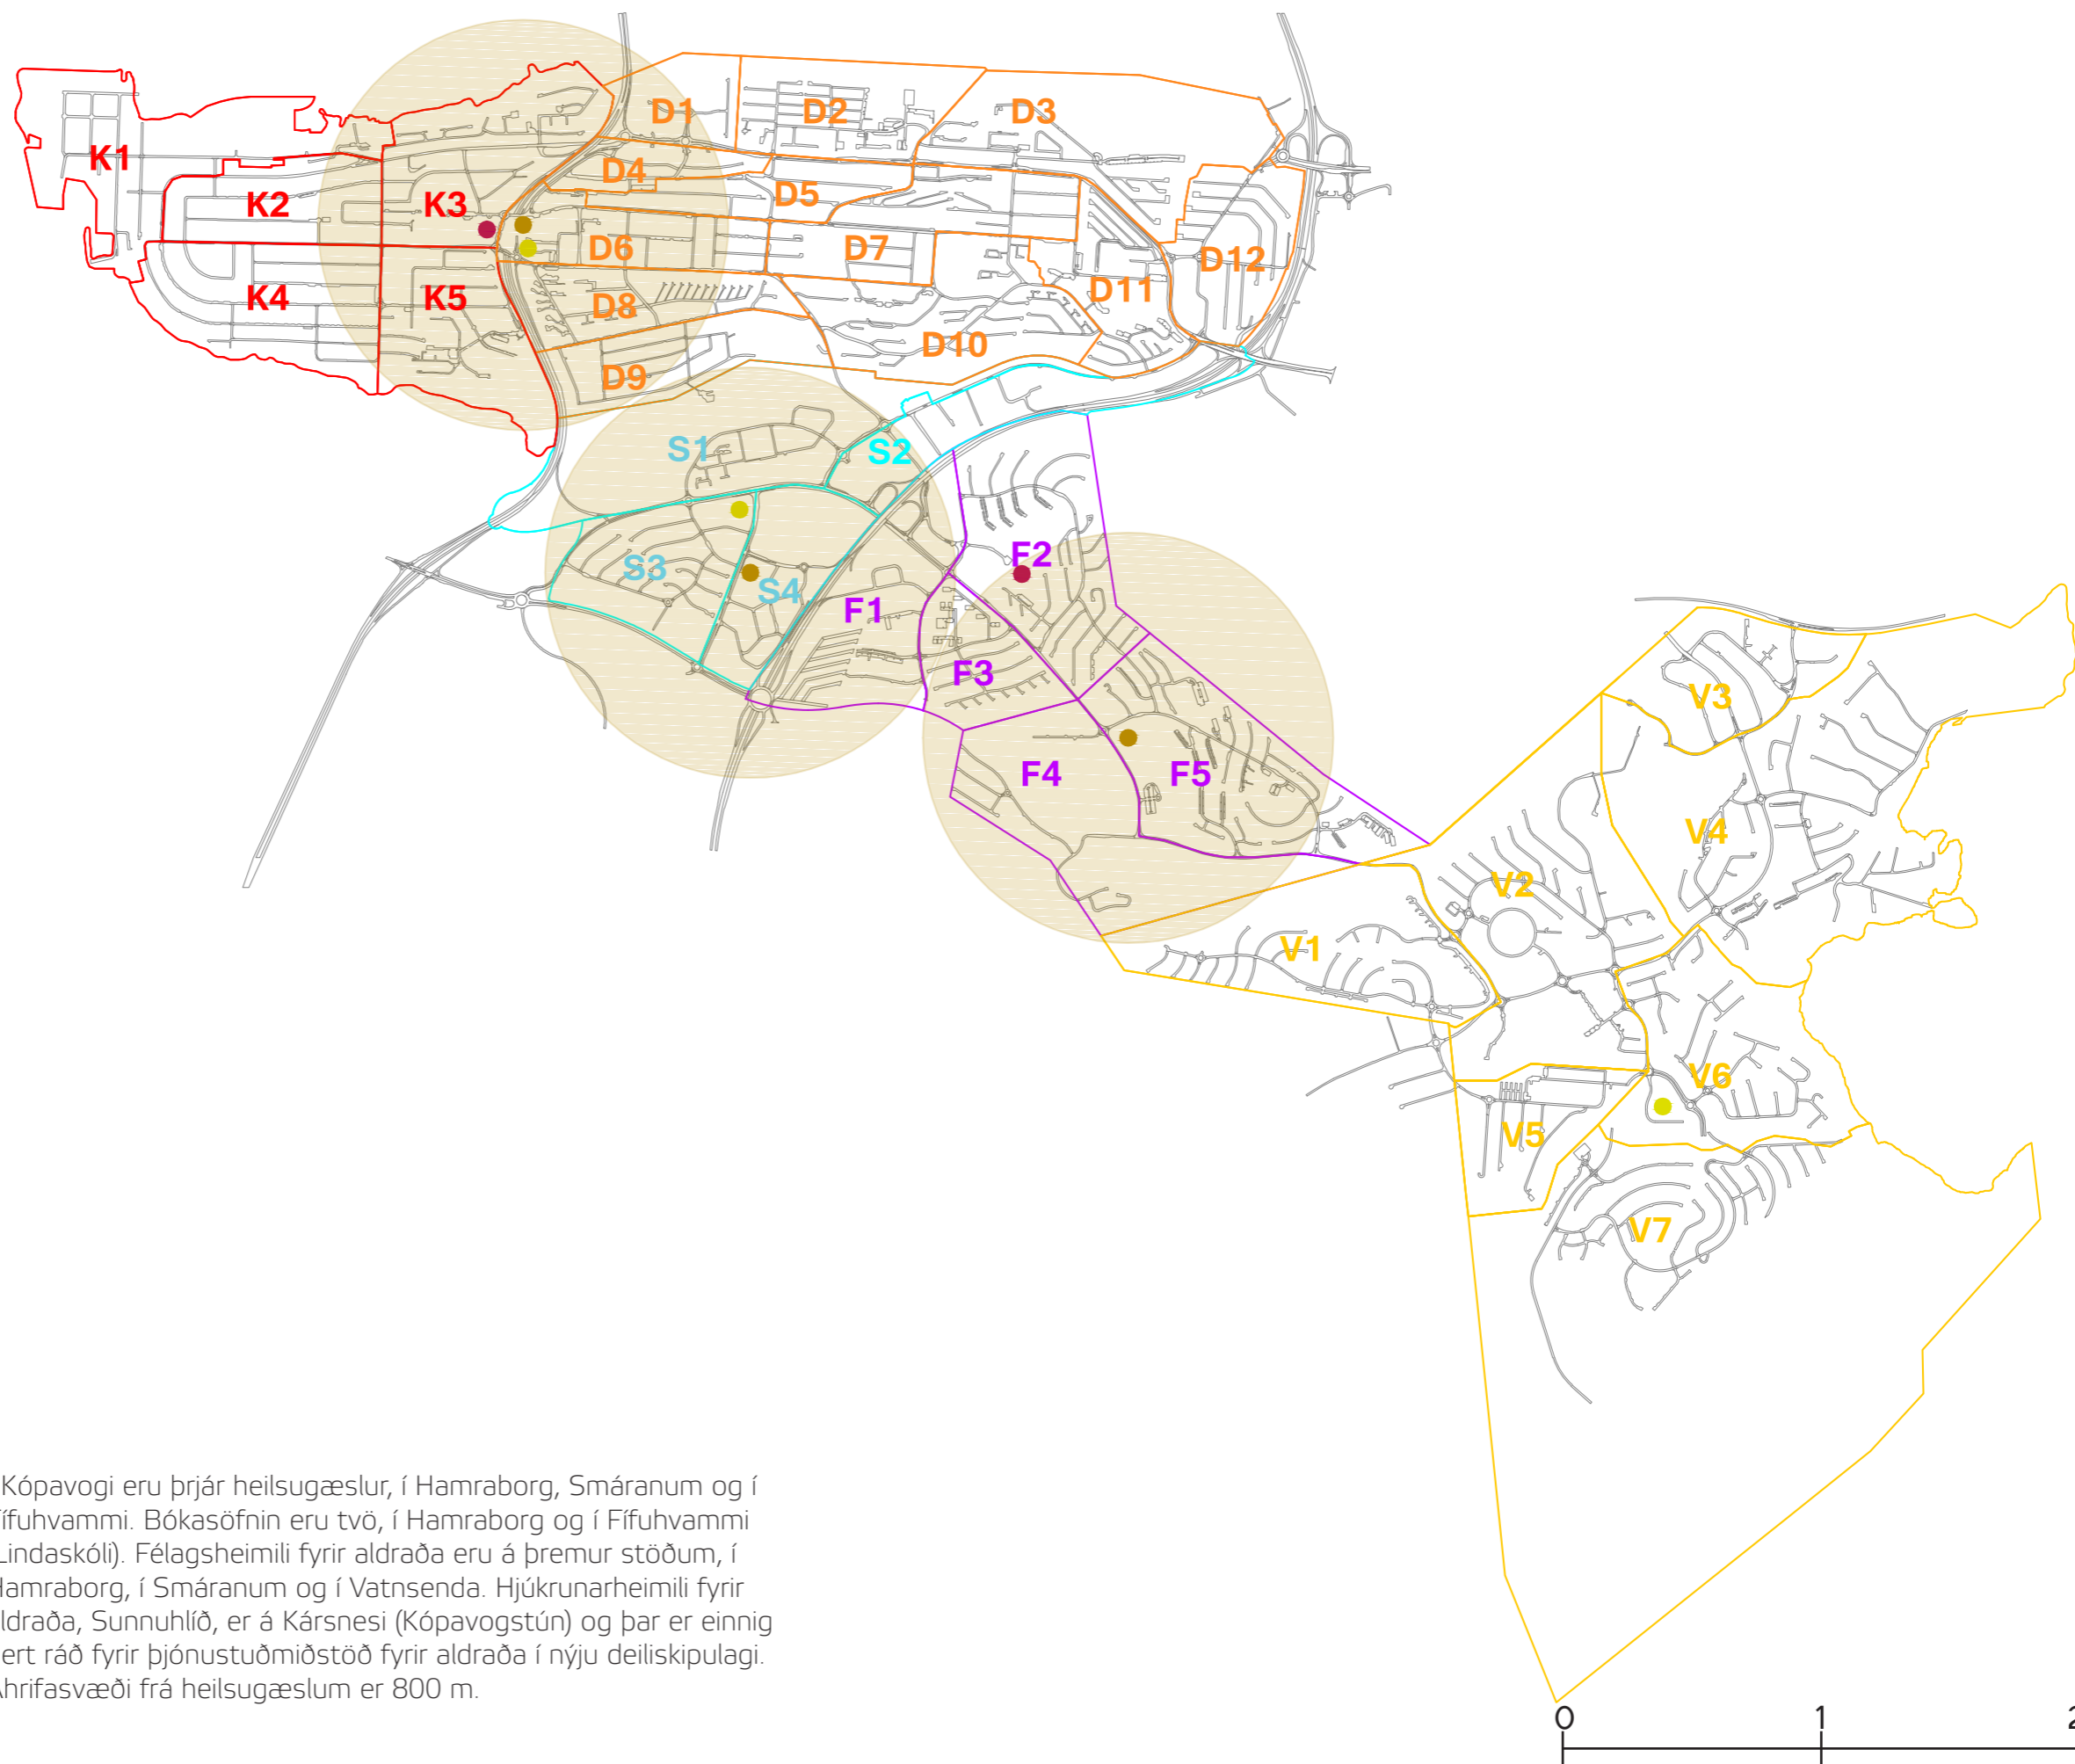 D1
D2
D3
K1
D4
D5
K2
K3
D6
D7
D12
K4
K5
D8
D11
D10
D9
S1
S2
F2
S3
S4
F1
F3
V3
F4
F5
V4
V2
V1
V6
V5
V7
Kópavogi eru þrjár heilsugæslur, í Hamraborg, Smáranum og í
ífuhvammi. Bókasöfnin eru tvö, í Hamraborg og í Fífuhvammi
Lindaskóli). Félagsheimili fyrir aldraða eru á þremur stöðum, í
Hamraborg, í Smáranum og í Vatnsenda. Hjúkrunarheimili fyrir
ldraða, Sunnuhlíð, er á Kársnesi (Kópavogstún) og þar er einnig
ert ráð fyrir þjónustuðmiðstöð fyrir aldraða í nýju deiliskipulagi.
Áhrifasvæði frá heilsugæslum er 800 m.
0 1 2